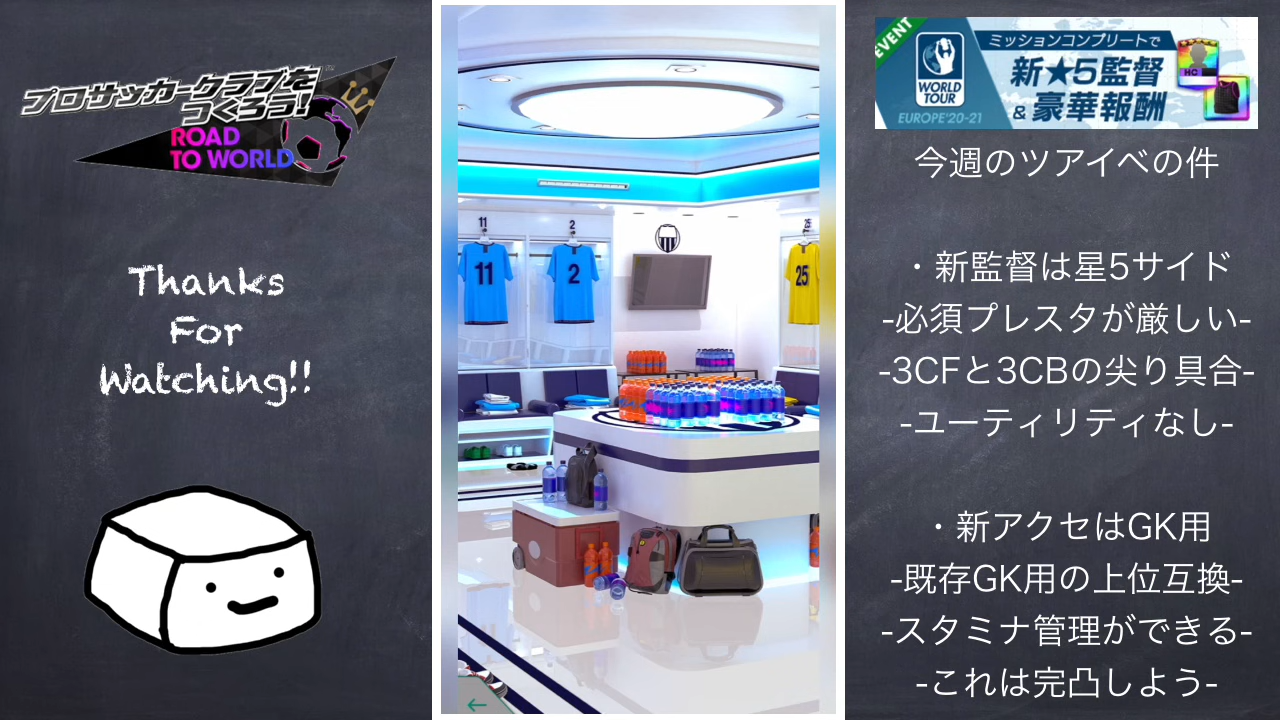 プロサッカークラブを
つくろう!
ROAD
TO WORLD
Thanks
For
Watching!!
11
11
2
2
25
25
EVENT
WORLD
TOUR
EUROPE'20-21
ミッションコンプリートで
新★5監督
&豪華報酬
HC
今週のツアイベの件
・新監督は星5サイド
-必須プレスタが厳しい-
-3CFと3CBの尖り具合-
-ユーティリティなし-
・新アクセはGK用
-既存GK用の上位互換-
-スタミナ管理ができる-
-これは完凸しよう-